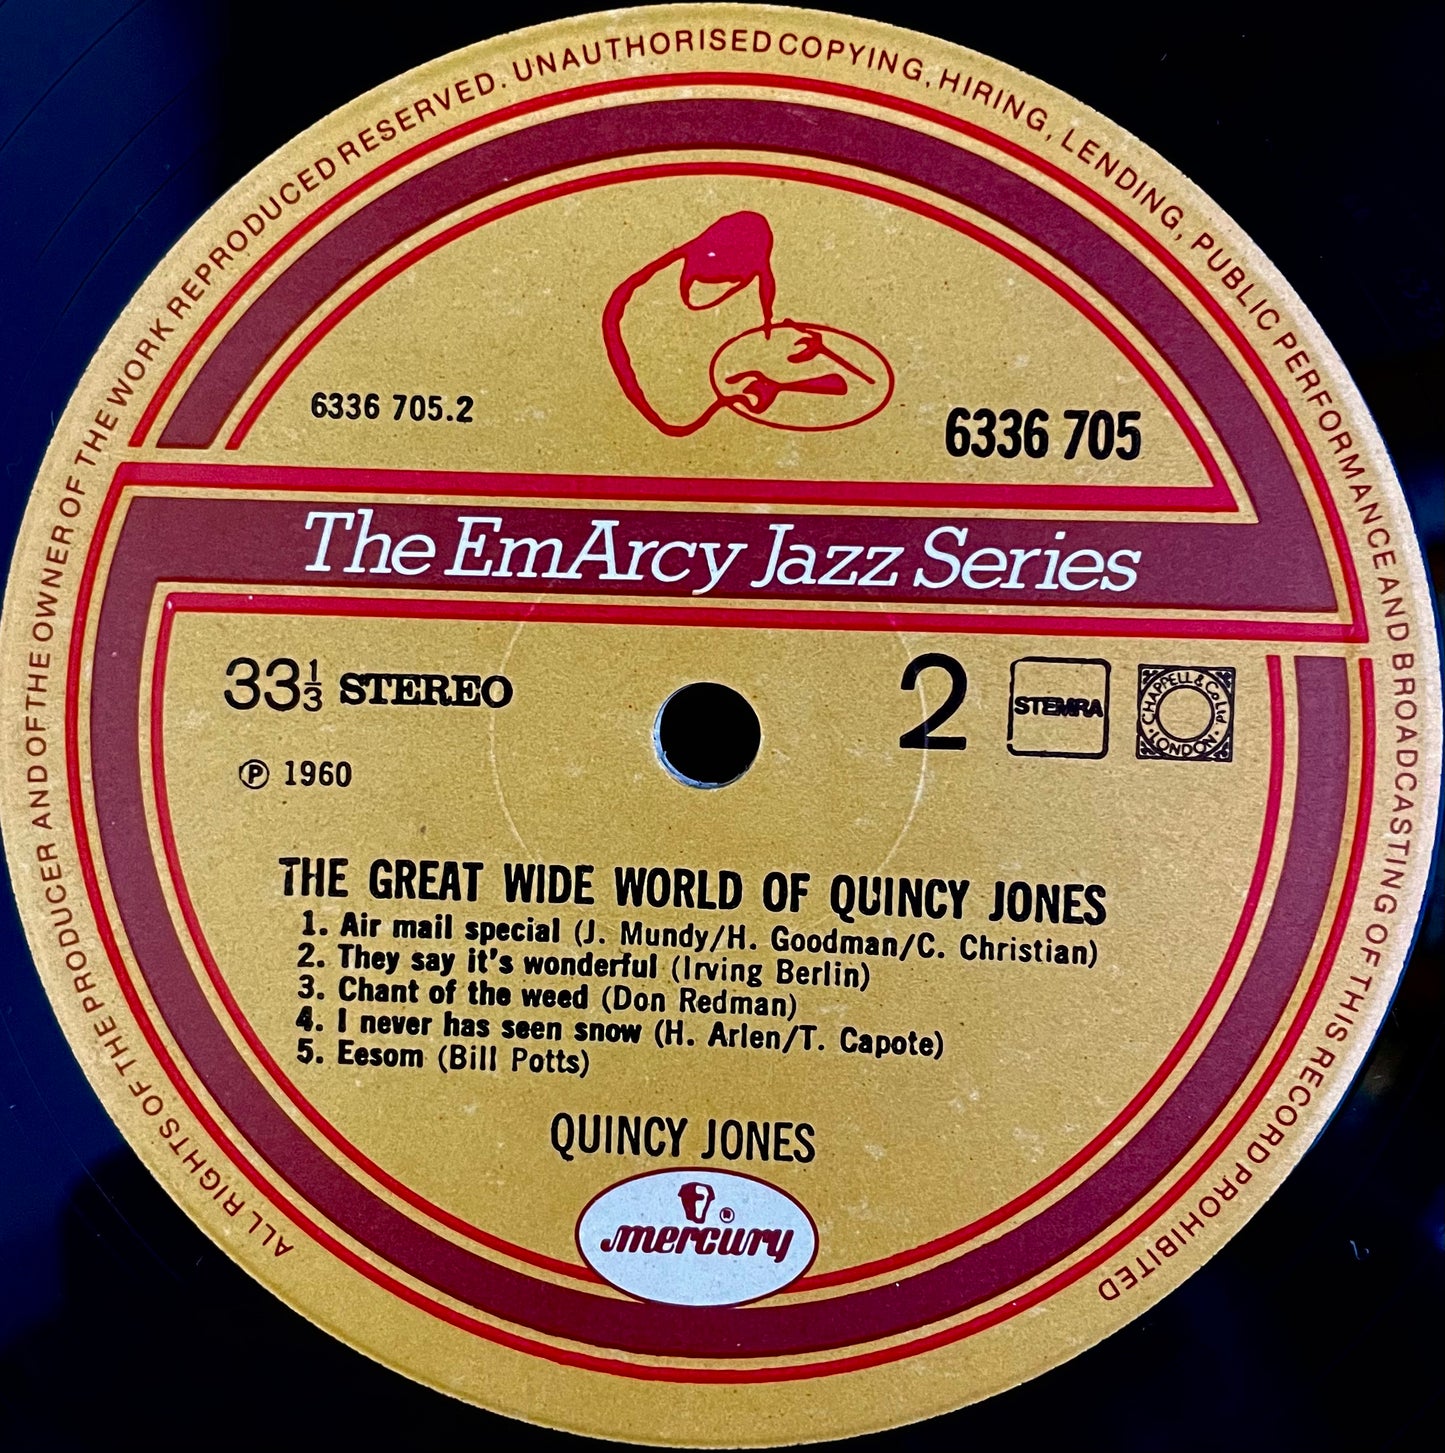 ALL RIGHTS OF THE PRODUCER AND OF THE OWNER OF THE WORK REPRODUCED RESERVED. UNAUTHORISED COPYING, HIRING, LENDING, PUBLIC PERFORMANCE AND BROADCASTING OF THIS RECORD PROHIBITED
6336 705.2
6336 705
The EmArcy Jazz Series
33⅓ STEREO
2
STEMRA
CHAPPELL & Co Ltd. · LONDON ·
℗ 1960
THE GREAT WIDE WORLD OF QUINCY JONES
1. Air mail special (J. Mundy/H. Goodman/C. Christian)
2. They say it's wonderful (Irving Berlin)
3. Chant of the weed (Don Redman)
4. I never has seen snow (H. Arlen/T. Capote)
5. Eesom (Bill Potts)
QUINCY JONES
®
mercury